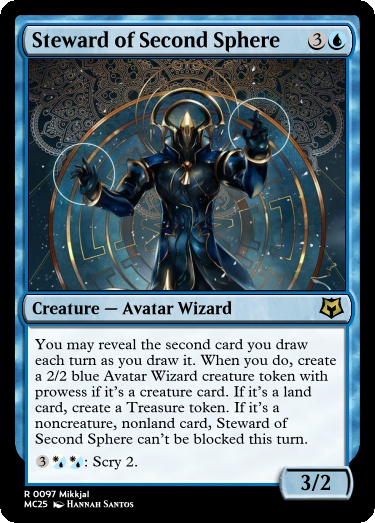 Steward of Second Sphere 3
Creature — Avatar Wizard
You may reveal the second card you draw
each turn as you draw it. When you do, create
a 2/2 blue Avatar Wizard creature token with
prowess if it's a creature card. If it's a land
card, create a Treasure token. If it's a
noncreature, nonland card, Steward of
Second Sphere can't be blocked this turn.
3 : Scry 2.
3/2
R 0097 Mikkjal
MC25 Hannah Santos